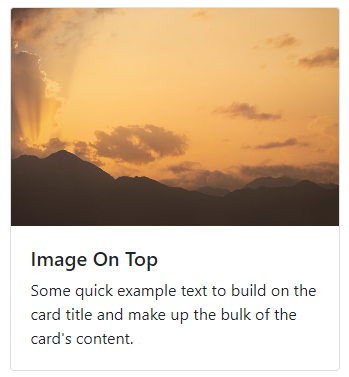 Image On Top
Some quick example text to build on the
card title and make up the bulk of the
card's content.